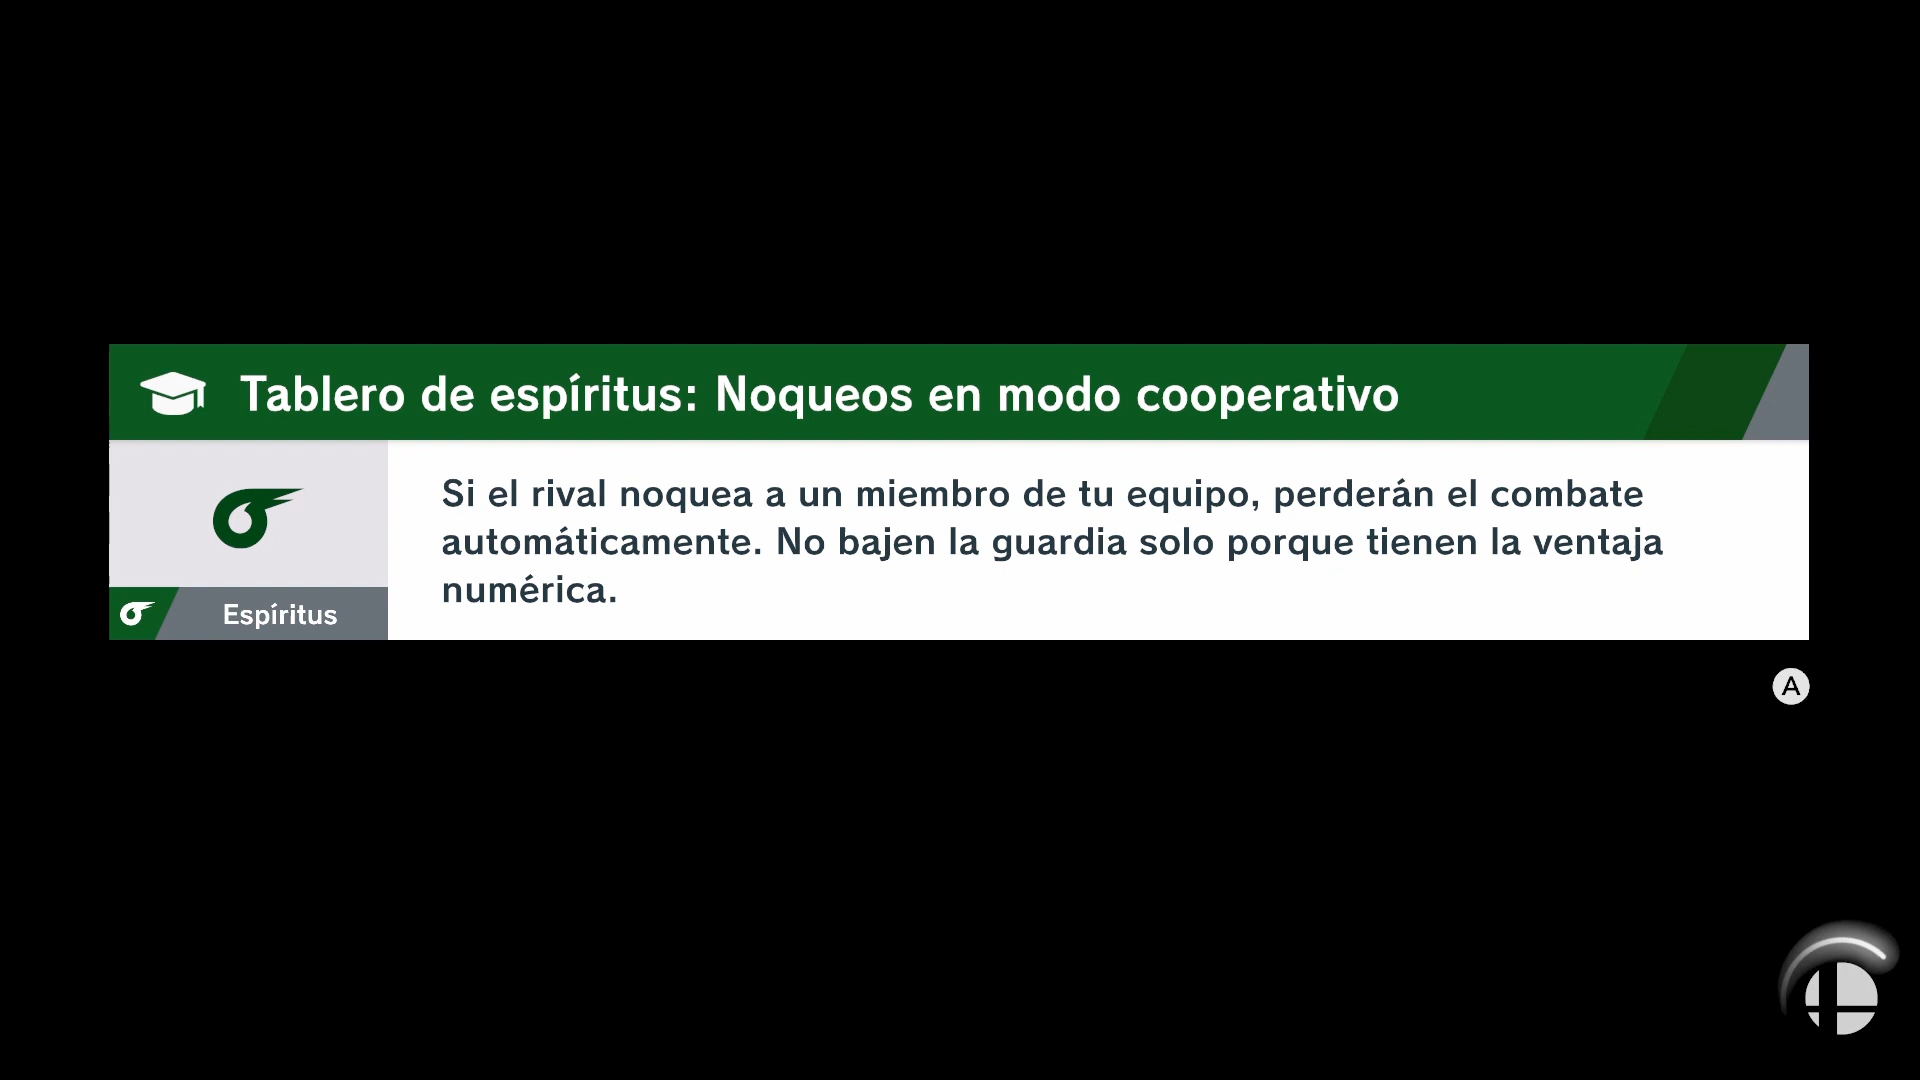 Tablero de espíritus: Noqueos en modo cooperativo
Si el rival noquea a un miembro de tu equipo, perderán el combate
automáticamente. No bajen la guardia solo porque tienen la ventaja
numérica.
Espíritus
A